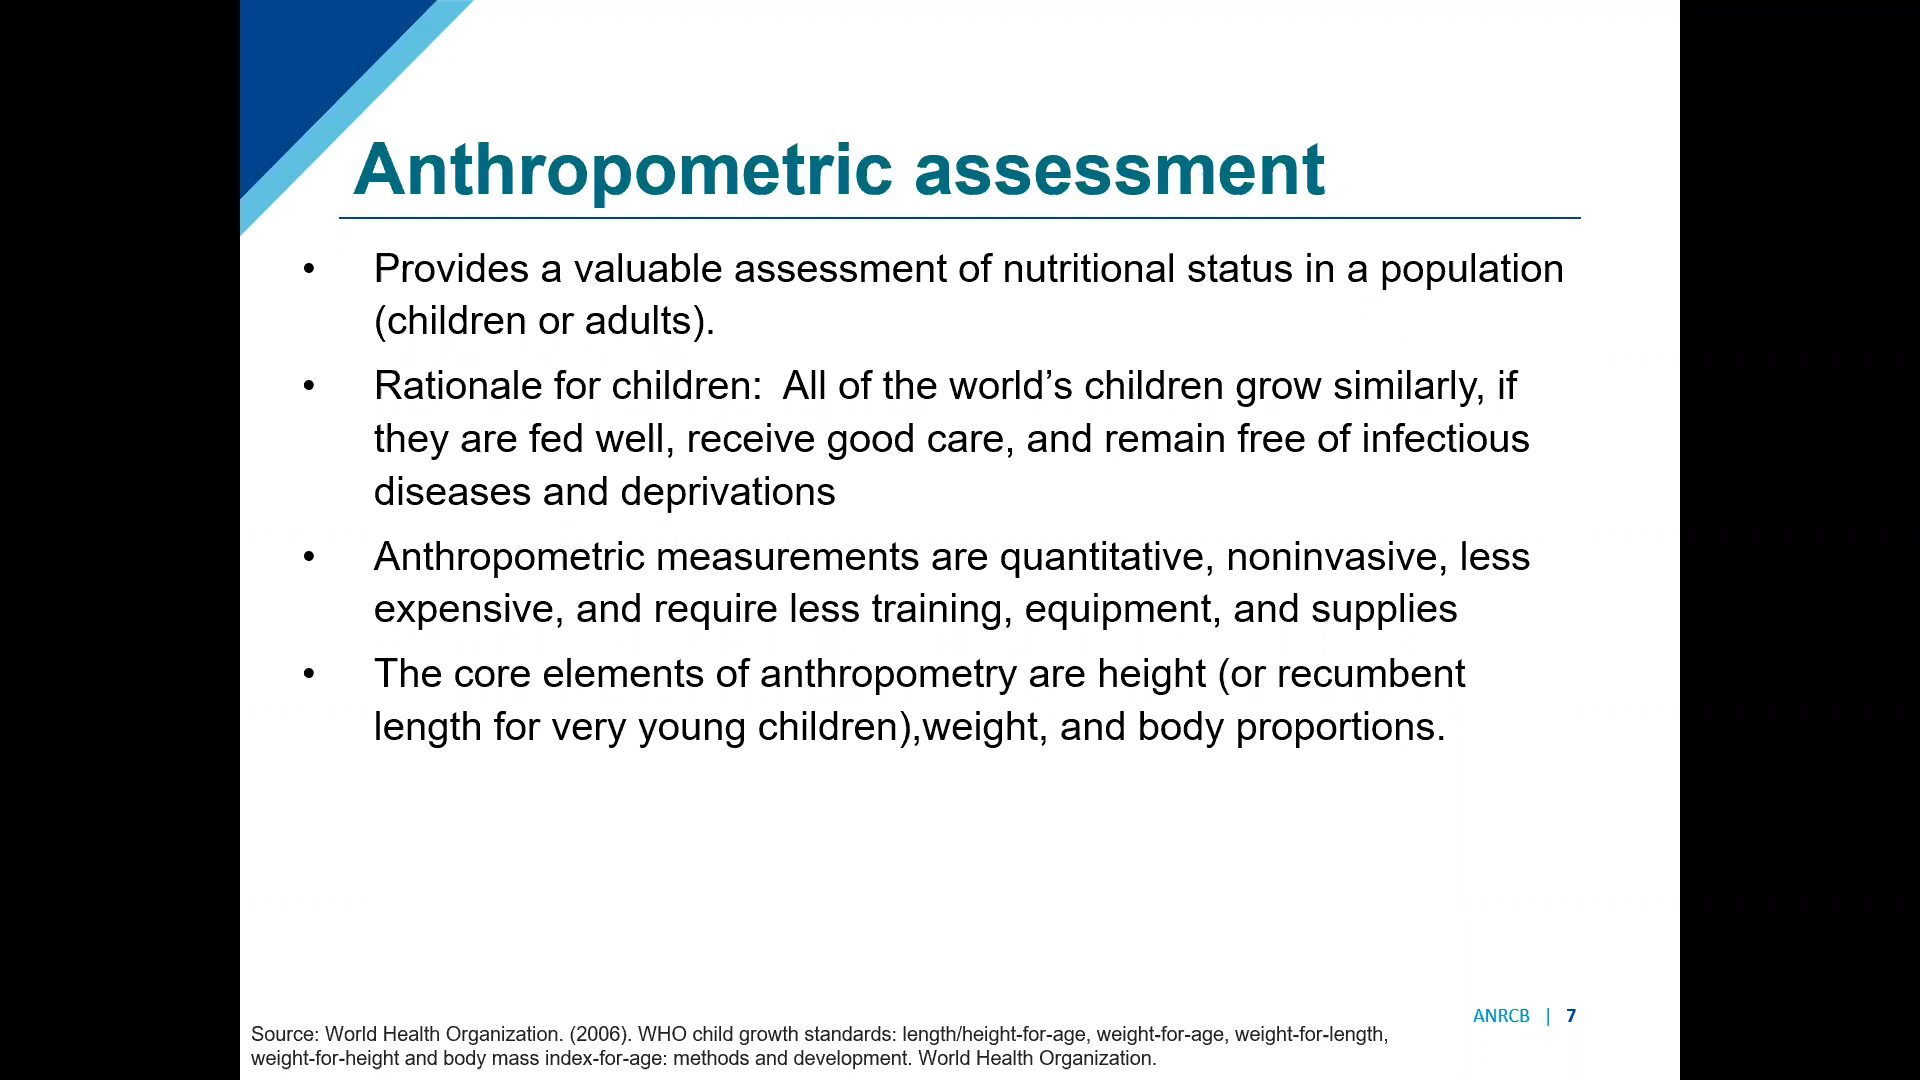 Anthropometric assessment
• Provides a valuable assessment of nutritional status in a population
(children or adults).
• Rationale for children:  All of the world’s children grow similarly, if
they are fed well, receive good care, and remain free of infectious
diseases and deprivations
• Anthropometric measurements are quantitative, noninvasive, less
expensive, and require less training, equipment, and supplies
• The core elements of anthropometry are height (or recumbent
length for very young children),weight, and body proportions.
ANRCB | 7
Source: World Health Organization. (2006). WHO child growth standards: length/height-for-age, weight-for-age, weight-for-length,
weight-for-height and body mass index-for-age: methods and development. World Health Organization.